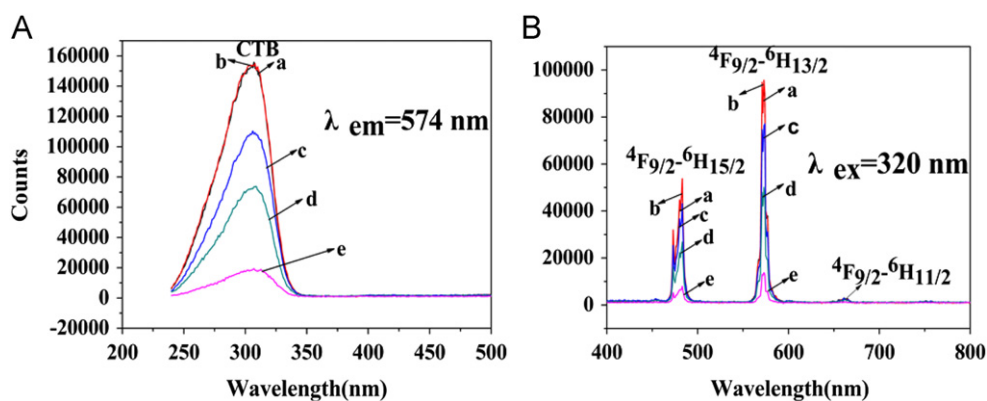 A
160000
140000
120000
100000
80000
60000
40000
20000
0
-20000
Counts
CTB
b
a
λ em=574 nm
c
d
e
200 250 300 350 400 450 500
Wavelength(nm)
B
100000
80000
60000
40000
20000
0
⁴F9/2-⁶H13/2
b
a
c
λ ex=320 nm
d
e
⁴F9/2-⁶H15/2
b
a
c
d
e
⁴F9/2-⁶H11/2
400 500 600 700 800
Wavelength(nm)